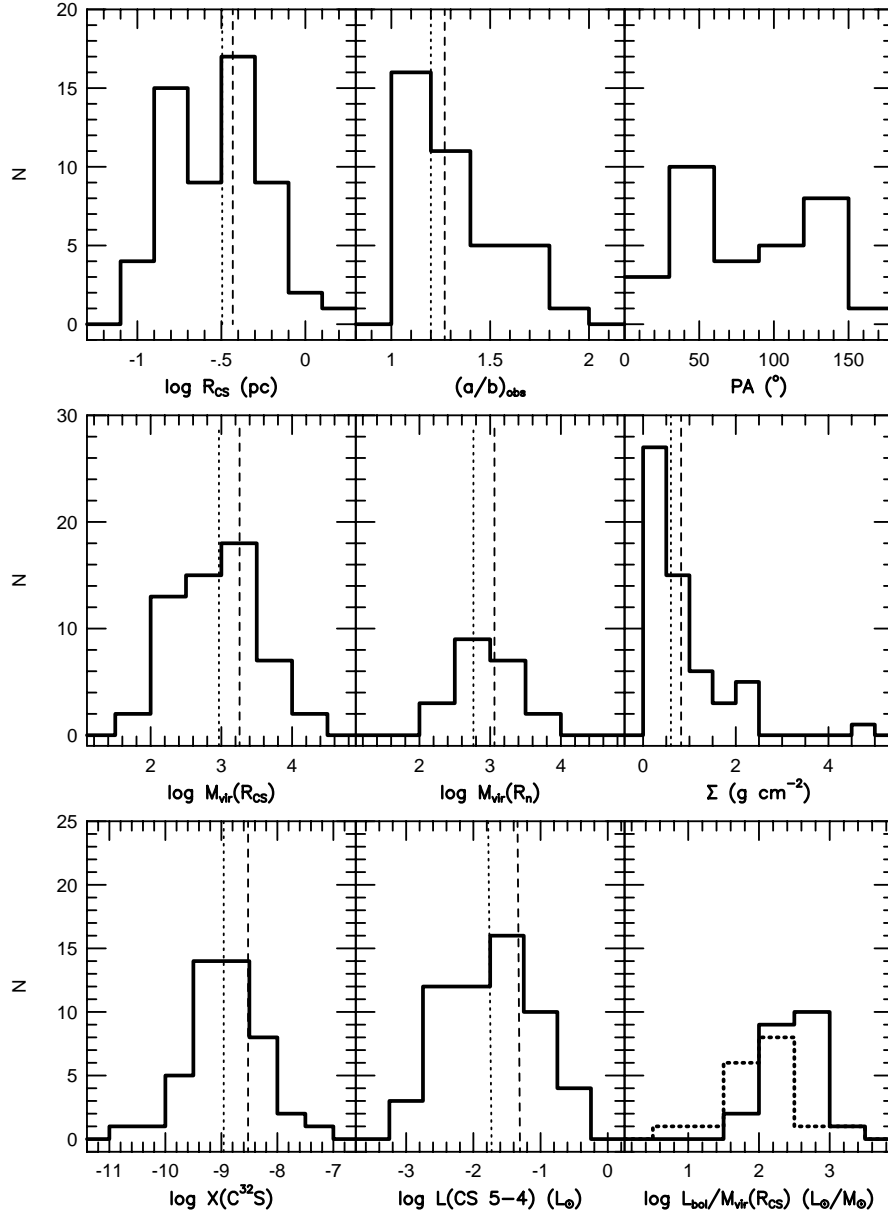 20
15
10
5
0
N
-1 -.5 0
1 1.5 2
0 50 100 150
log R_CS (pc)
(a/b)_obs
PA (°)
30
20
10
0
N
2 3 4
2 3 4
0 2 4
log M_vir(R_CS)
log M_vir(R_n)
Σ (g cm⁻²)
25
20
15
10
5
0
N
-11 -10 -9 -8 -7
-3 -2 -1 0
1 2 3
log X(C³²S)
log L(CS 5−4) (L_⊙)
log L_bol/M_vir(R_CS) (L_⊙/M_⊙)